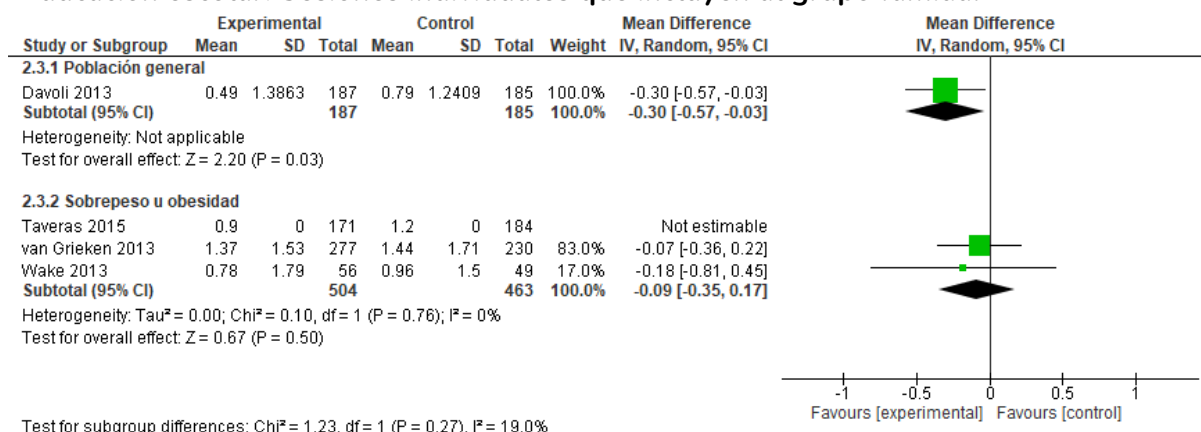 Experimental Control Mean Difference Mean Difference
Study or Subgroup Mean SD Total Mean SD Total Weight IV, Random, 95% CI IV, Random, 95% CI
2.3.1 Población general
Davoli 2013 0.49 1.3863 187 0.79 1.2409 185 100.0% -0.30 [-0.57, -0.03]
Subtotal (95% CI) 187 185 100.0% -0.30 [-0.57, -0.03]
Heterogeneity: Not applicable
Test for overall effect: Z = 2.20 (P = 0.03)
2.3.2 Sobrepeso u obesidad
Taveras 2015 0.9 0 171 1.2 0 184 Not estimable
van Grieken 2013 1.37 1.53 277 1.44 1.71 230 83.0% -0.07 [-0.36, 0.22]
Wake 2013 0.78 1.79 56 0.96 1.5 49 17.0% -0.18 [-0.81, 0.45]
Subtotal (95% CI) 504 463 100.0% -0.09 [-0.35, 0.17]
Heterogeneity: Tau² = 0.00; Chi² = 0.10, df = 1 (P = 0.76); I² = 0%
Test for overall effect: Z = 0.67 (P = 0.50)
-1 -0.5 0 0.5 1
Favours [experimental] Favours [control]
Test for subgroup differences: Chi² = 1.23, df = 1 (P = 0.27), I² = 19.0%